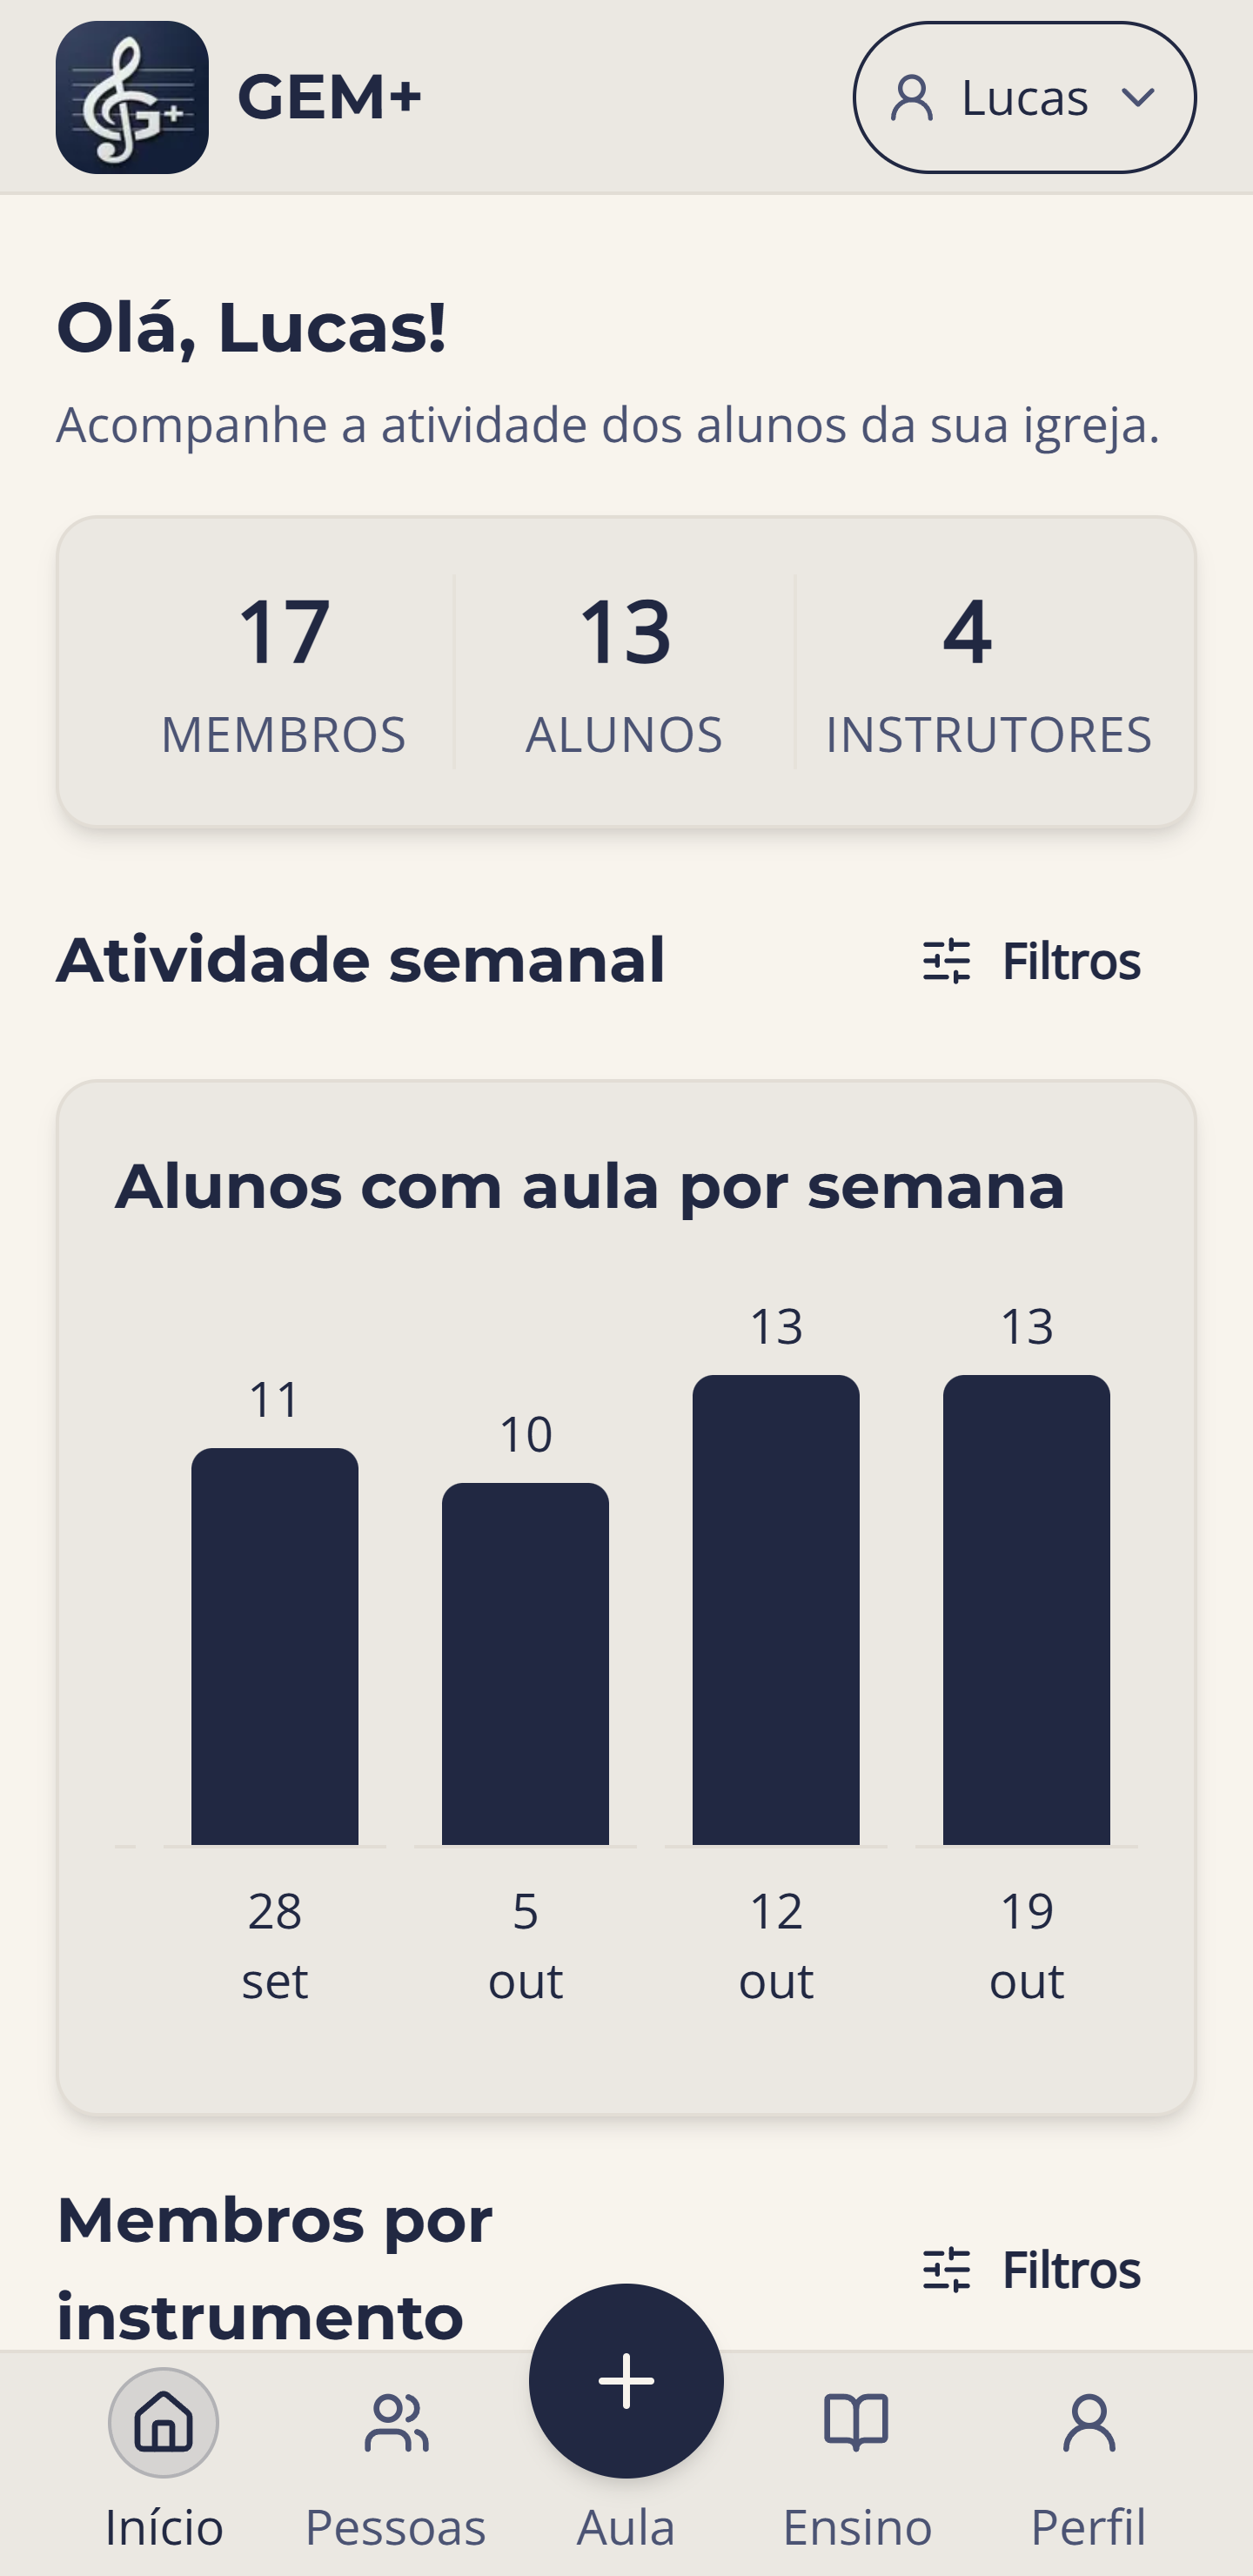 G+
GEM+
Lucas
Olá, Lucas!
Acompanhe a atividade dos alunos da sua igreja.
17
MEMBROS
13
ALUNOS
4
INSTRUTORES
Atividade semanal
Filtros
Alunos com aula por semana
11
10
13
13
28
set
5
out
12
out
19
out
Membros por
instrumento
Filtros
Início
Pessoas
Aula
Ensino
Perfil